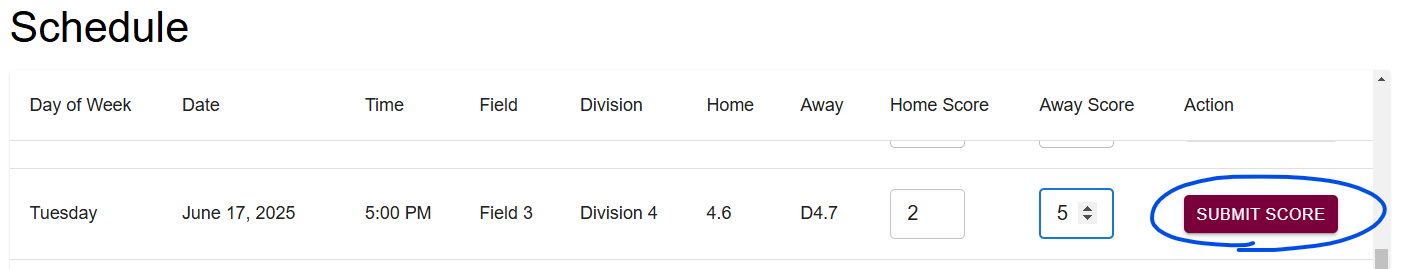 Schedule
Day of Week Date Time Field Division Home Away Home Score Away Score Action
Tuesday June 17, 2025 5:00 PM Field 3 Division 4 4.6 D4.7 2 5 SUBMIT SCORE